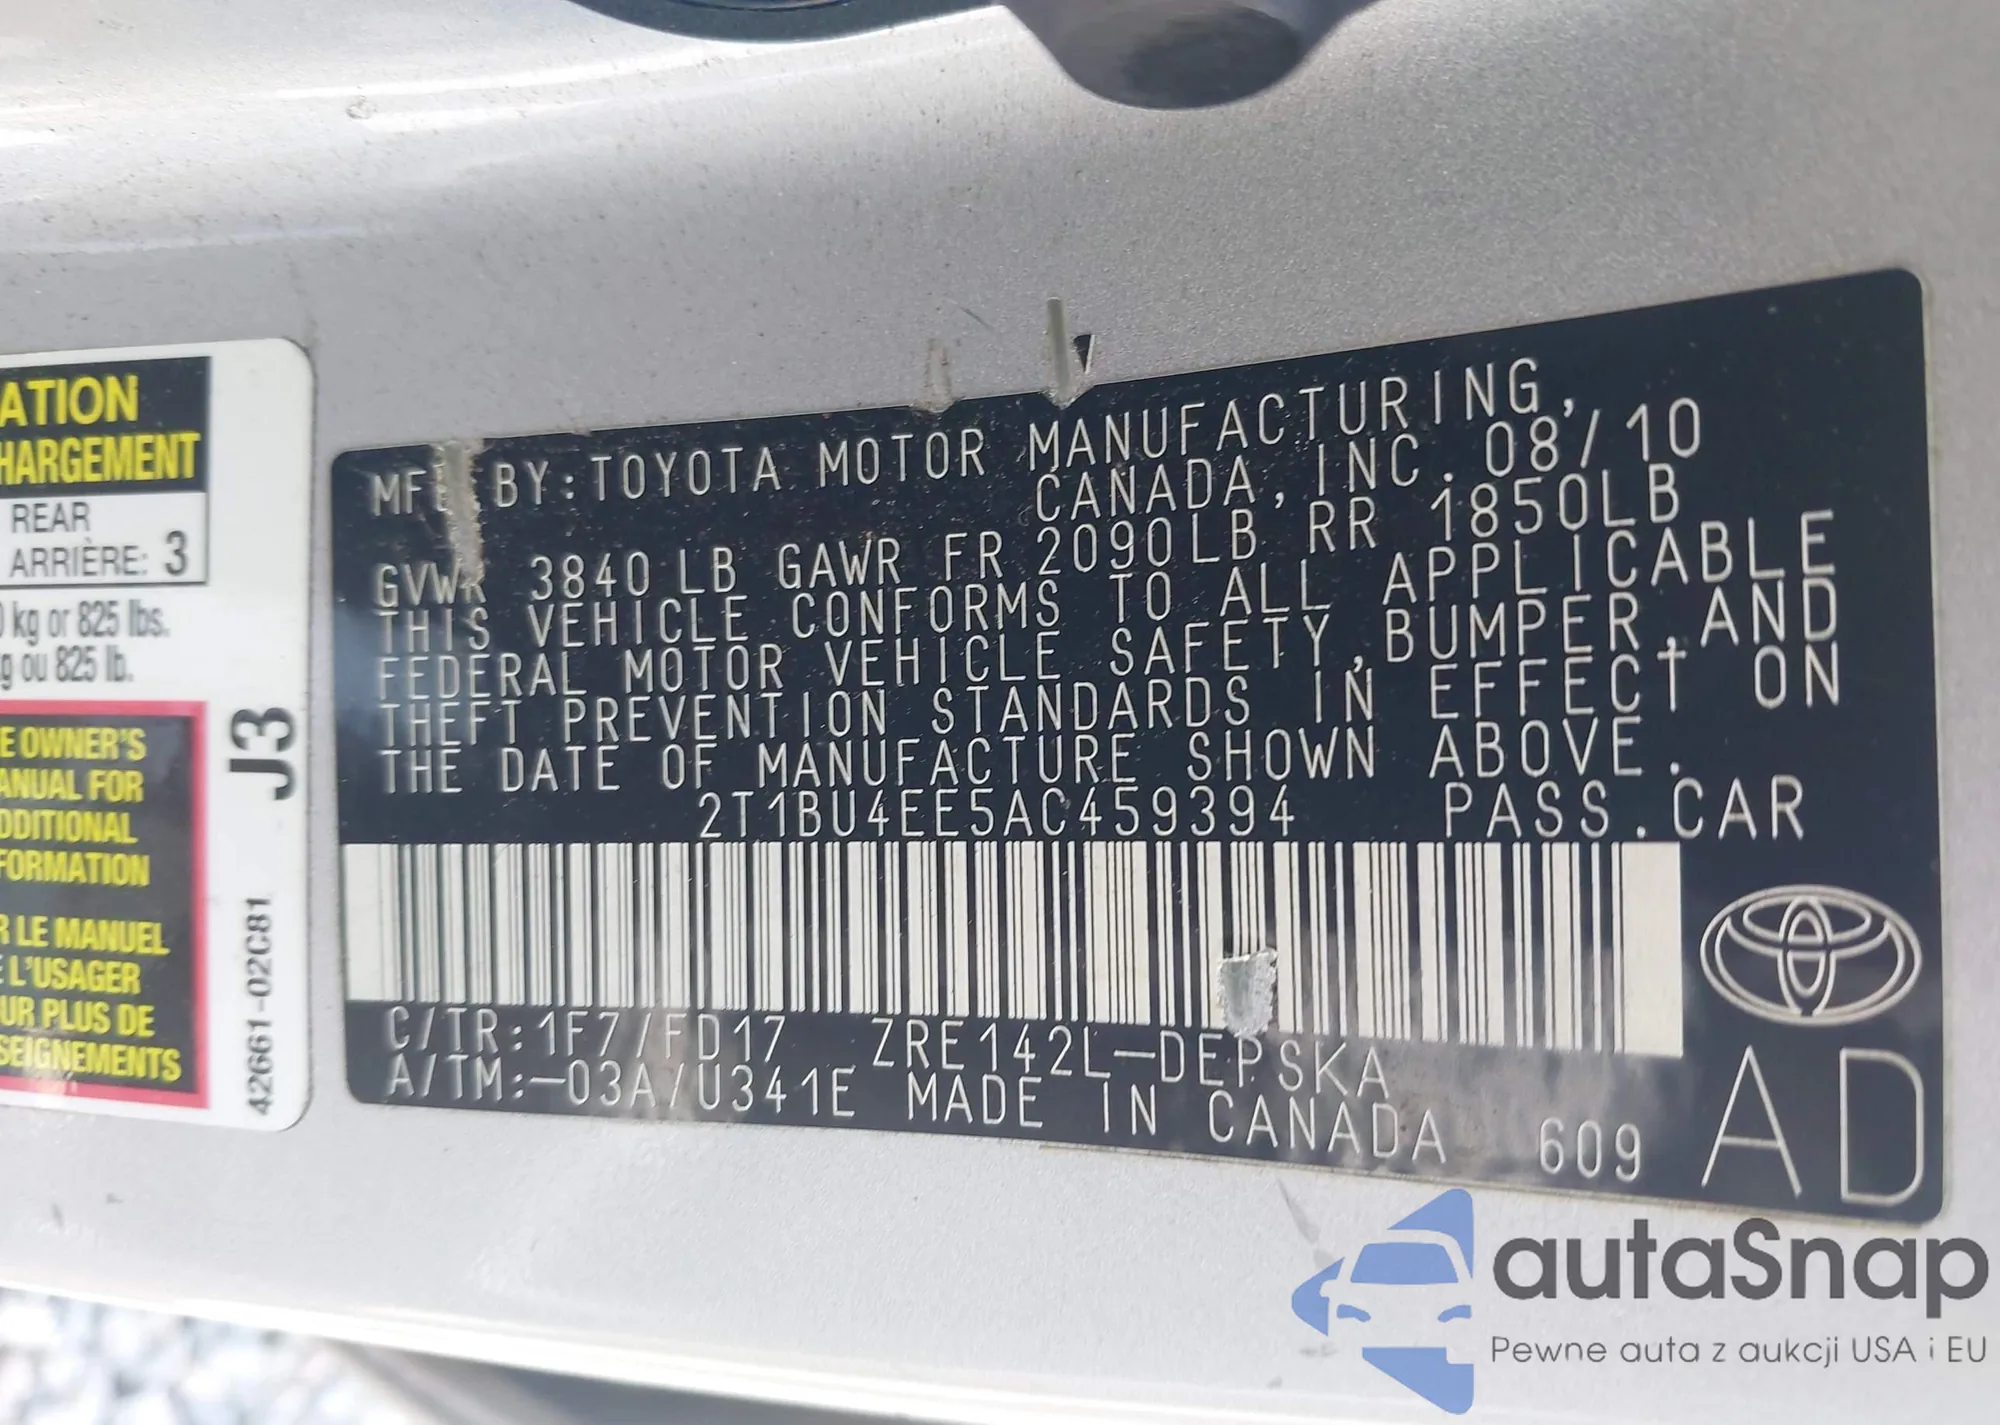 ATION
HARGEMENT
REAR
ARRIÈRE: 3
0 kg or 825 lbs.
g ou 825 lb.
E OWNER'S
ANUAL FOR
DDITIONAL
FORMATION
R LE MANUEL
E L'USAGER
UR PLUS DE
SEIGNEMENTS
J3
42661-02C81
BY: TOYOTA MOTOR MANUFACTURING,
CANADA, INC. 08/10
GVWR 3840 LB GAWR FR 2090LB RR 1850LB
THIS VEHICLE CONFORMS TO ALL APPLICABLE
FEDERAL MOTOR VEHICLE SAFETY, BUMPER, AND
THEFT PREVENTION STANDARDS IN EFFECT ON
THE DATE OF MANUFACTURE SHOWN ABOVE.
2T1BU4EE5AC459394 PASS. CAR
C/TR: 1F7/FD17 ZRE142L-DEPSKA
A/TM:-03A/U341E MADE IN CANADA 609
AD
autaSnap
Pewne auta z aukcji USA i EU